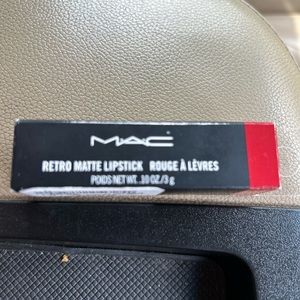 MAC
RETRO MATTE LIPSTICK ROUGE À LÈVRES
POIDS NET WT. .10 OZ./3 g